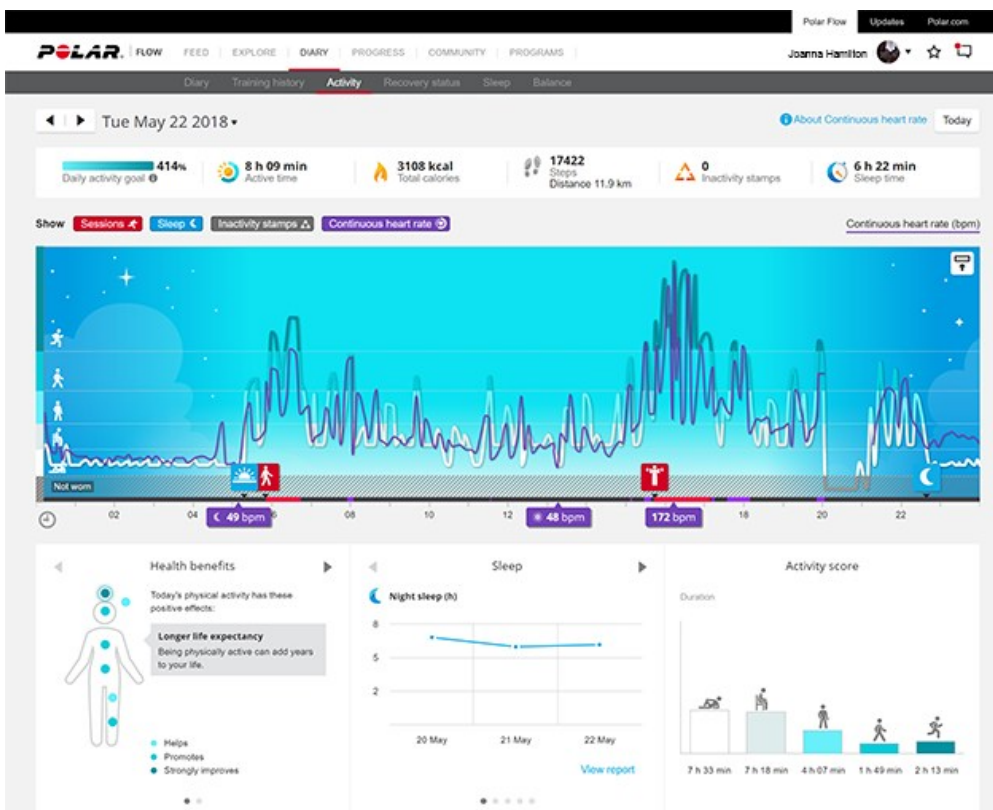 Polar Flow Updates Polar.com
POLAR. FLOW FEED EXPLORE DIARY PROGRESS COMMUNITY PROGRAMS Joanna Hamilton
Diary Training history Activity Recovery status Sleep Balance
Tue May 22 2018 About Continuous heart rate Today
414% 8 h 09 min 3108 kcal 17422 0 6 h 22 min
Daily activity goal Active time Total calories Steps Inactivity stamps Sleep time
Distance 11.9 km
Show Sessions Sleep Inactivity stamps Continuous heart rate Continuous heart rate (bpm)
Not worn
02 04 6 08 10 12 18 20 22
49 bpm 48 bpm 172 bpm
Health benefits
Today's physical activity has these
positive effects:
Longer life expectancy
Being physically active can add years
to your life.
Helps
Promotes
Strongly improves
Sleep
Night sleep (h)
8
5
2
20 May 21 May 22 May
View report
Activity score
Duration
7 h 33 min 7 h 18 min 4 h 07 min 1 h 49 min 2 h 13 min